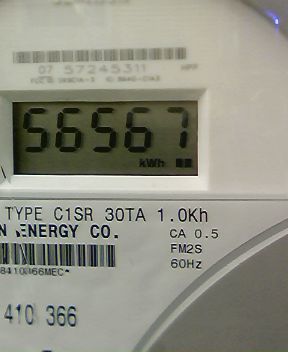 07 57245311
56567
kWh
TYPE C1SR 30TA 1.0Kh
N ENERGY CO.
CA 0.5
FM2S
60Hz
410 366